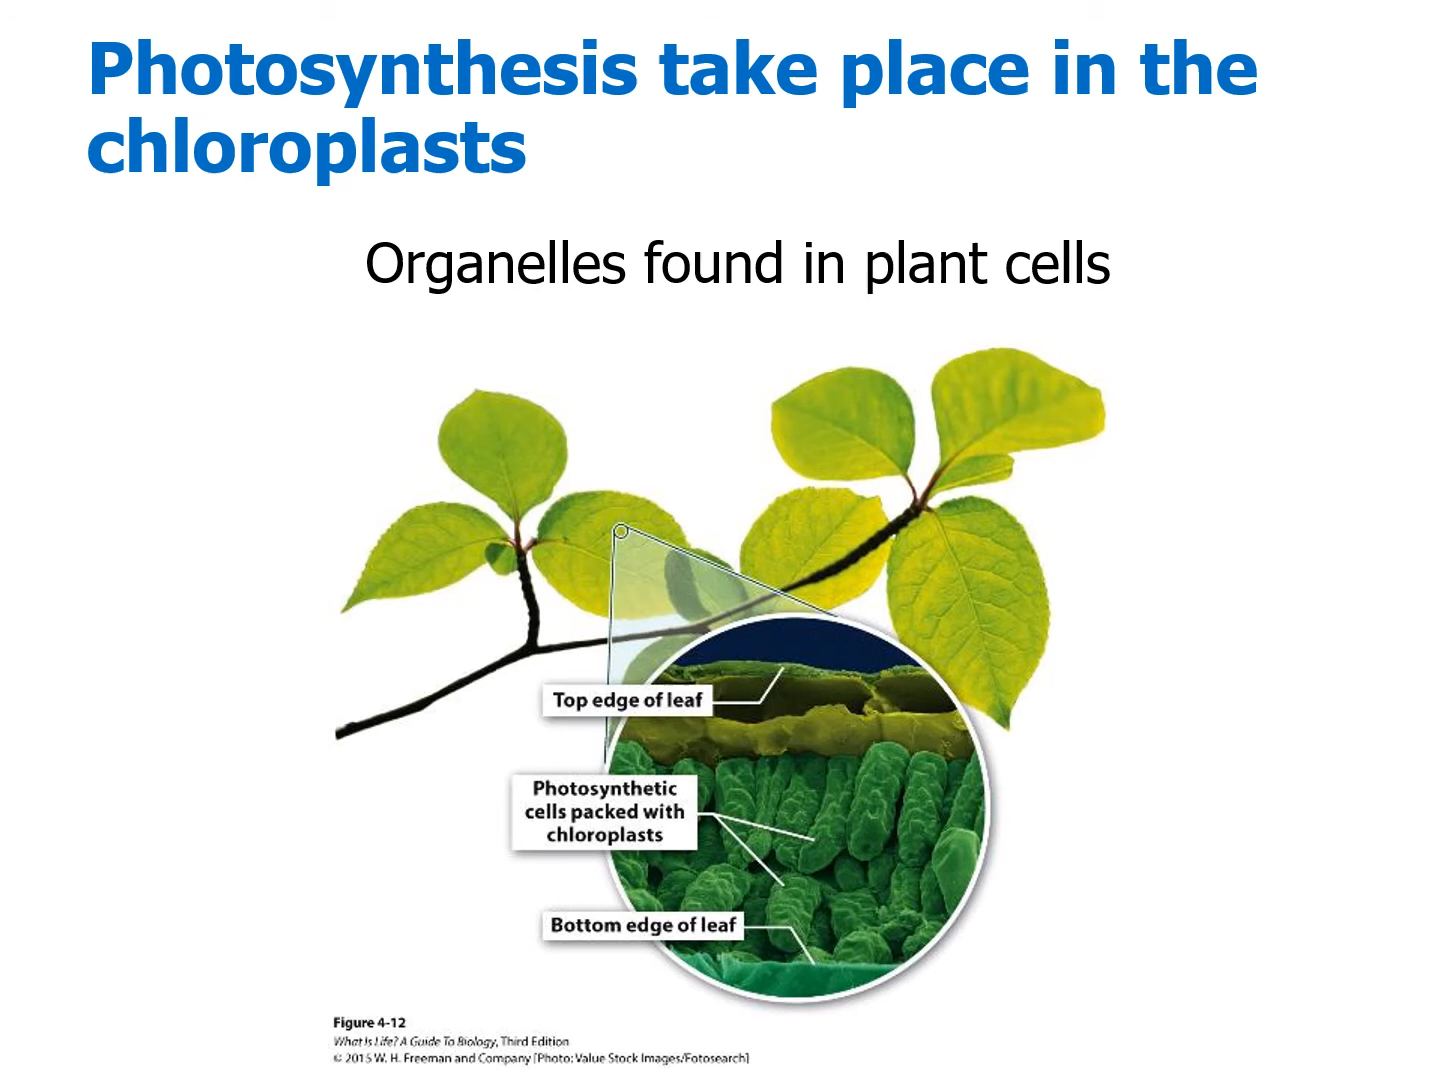 Photosynthesis take place in the
chloroplasts
Organelles found in plant cells
Top edge of leaf
Photosynthetic
cells packed with
chloroplasts
Bottom edge of leaf
Figure 4-12
What Is Life? A Guide To Biology, Third Edition
© 2015 W. H. Freeman and Company [Photo: Value Stock Images/Fotosearch]